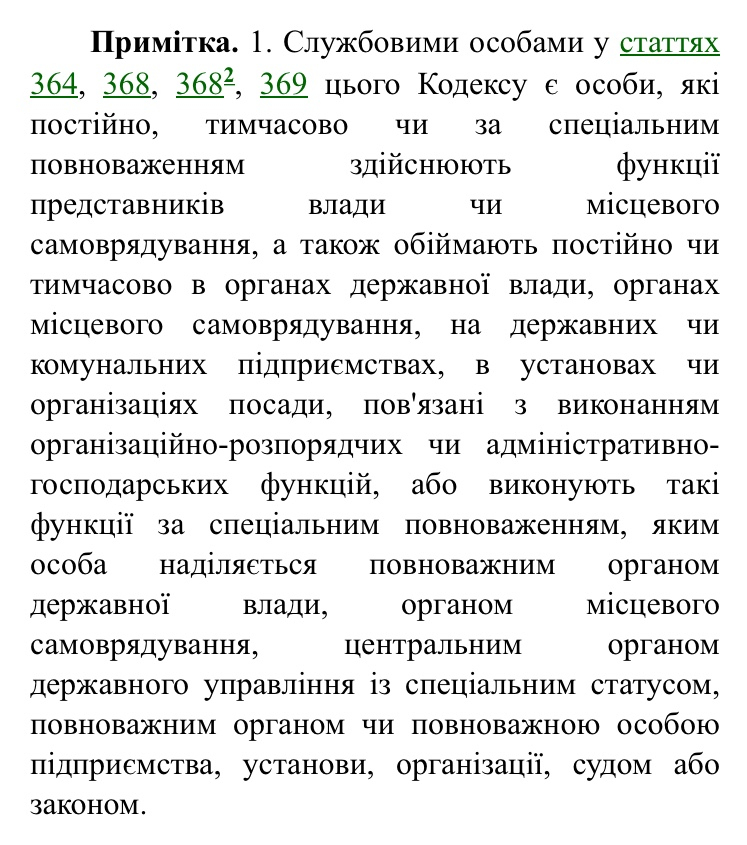 Примітка. 1. Службовими особами у статтях
364, 368, 368², 369 цього Кодексу є особи, які
постійно, тимчасово чи за спеціальним
повноваженням здійснюють функції
представників влади чи місцевого
самоврядування, а також обіймають постійно чи
тимчасово в органах державної влади, органах
місцевого самоврядування, на державних чи
комунальних підприємствах, в установах чи
організаціях посади, пов'язані з виконанням
організаційно-розпорядчих чи адміністративно-
господарських функцій, або виконують такі
функції за спеціальним повноваженням, яким
особа наділяється повноважним органом
державної влади, органом місцевого
самоврядування, центральним органом
державного управління із спеціальним статусом,
повноважним органом чи повноважною особою
підприємства, установи, організації, судом або
законом.